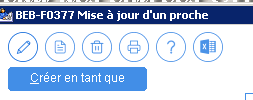 BEB-F0377 Mise à jour d'un proche
?
X
Créer en tant que